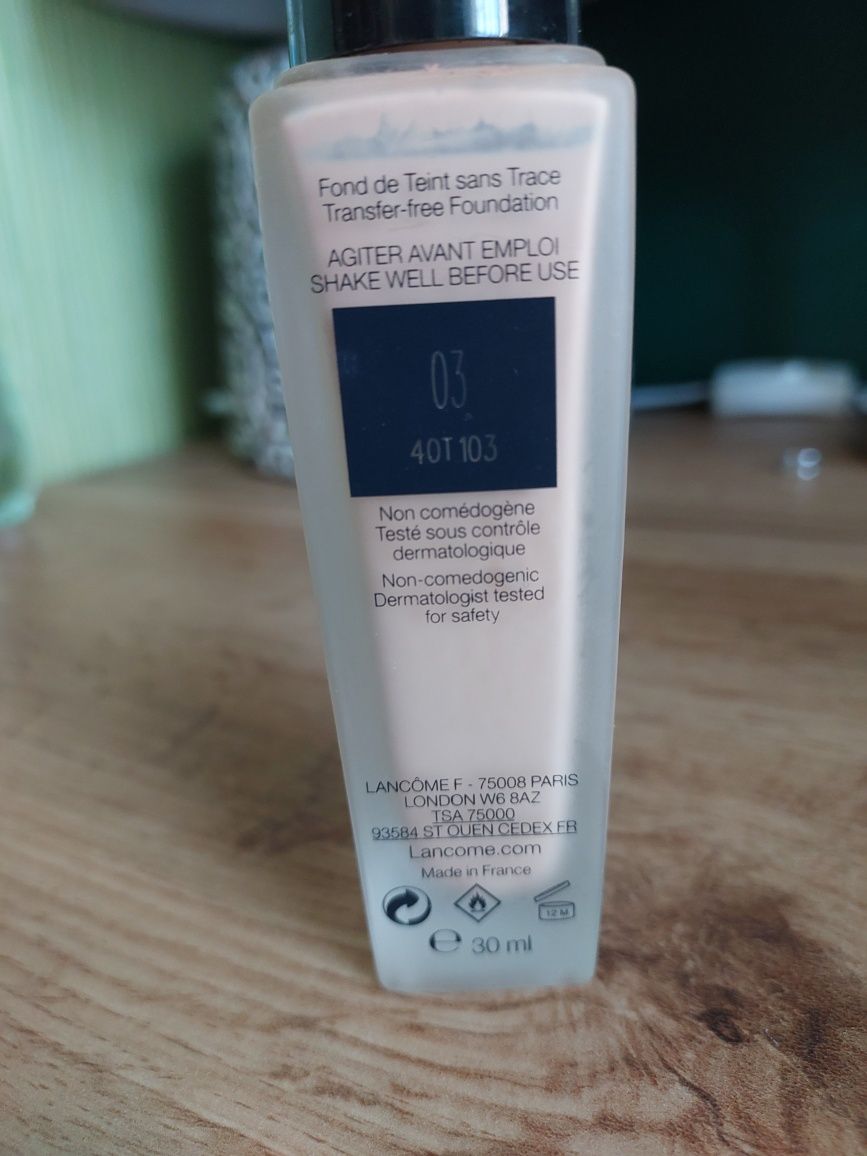 Fond de Teint sans Trace
Transfer-free Foundation
AGITER AVANT EMPLOI
SHAKE WELL BEFORE USE
03
40T103
Non comédogène
Testé sous contrôle
dermatologique
Non-comedogenic
Dermatologist tested
for safety
LANCÔME F - 75008 PARIS
LONDON W6 8AZ
TSA 75000
93584 ST OUEN CEDEX FR
Lancome.com
Made in France
12 M
e 30 ml